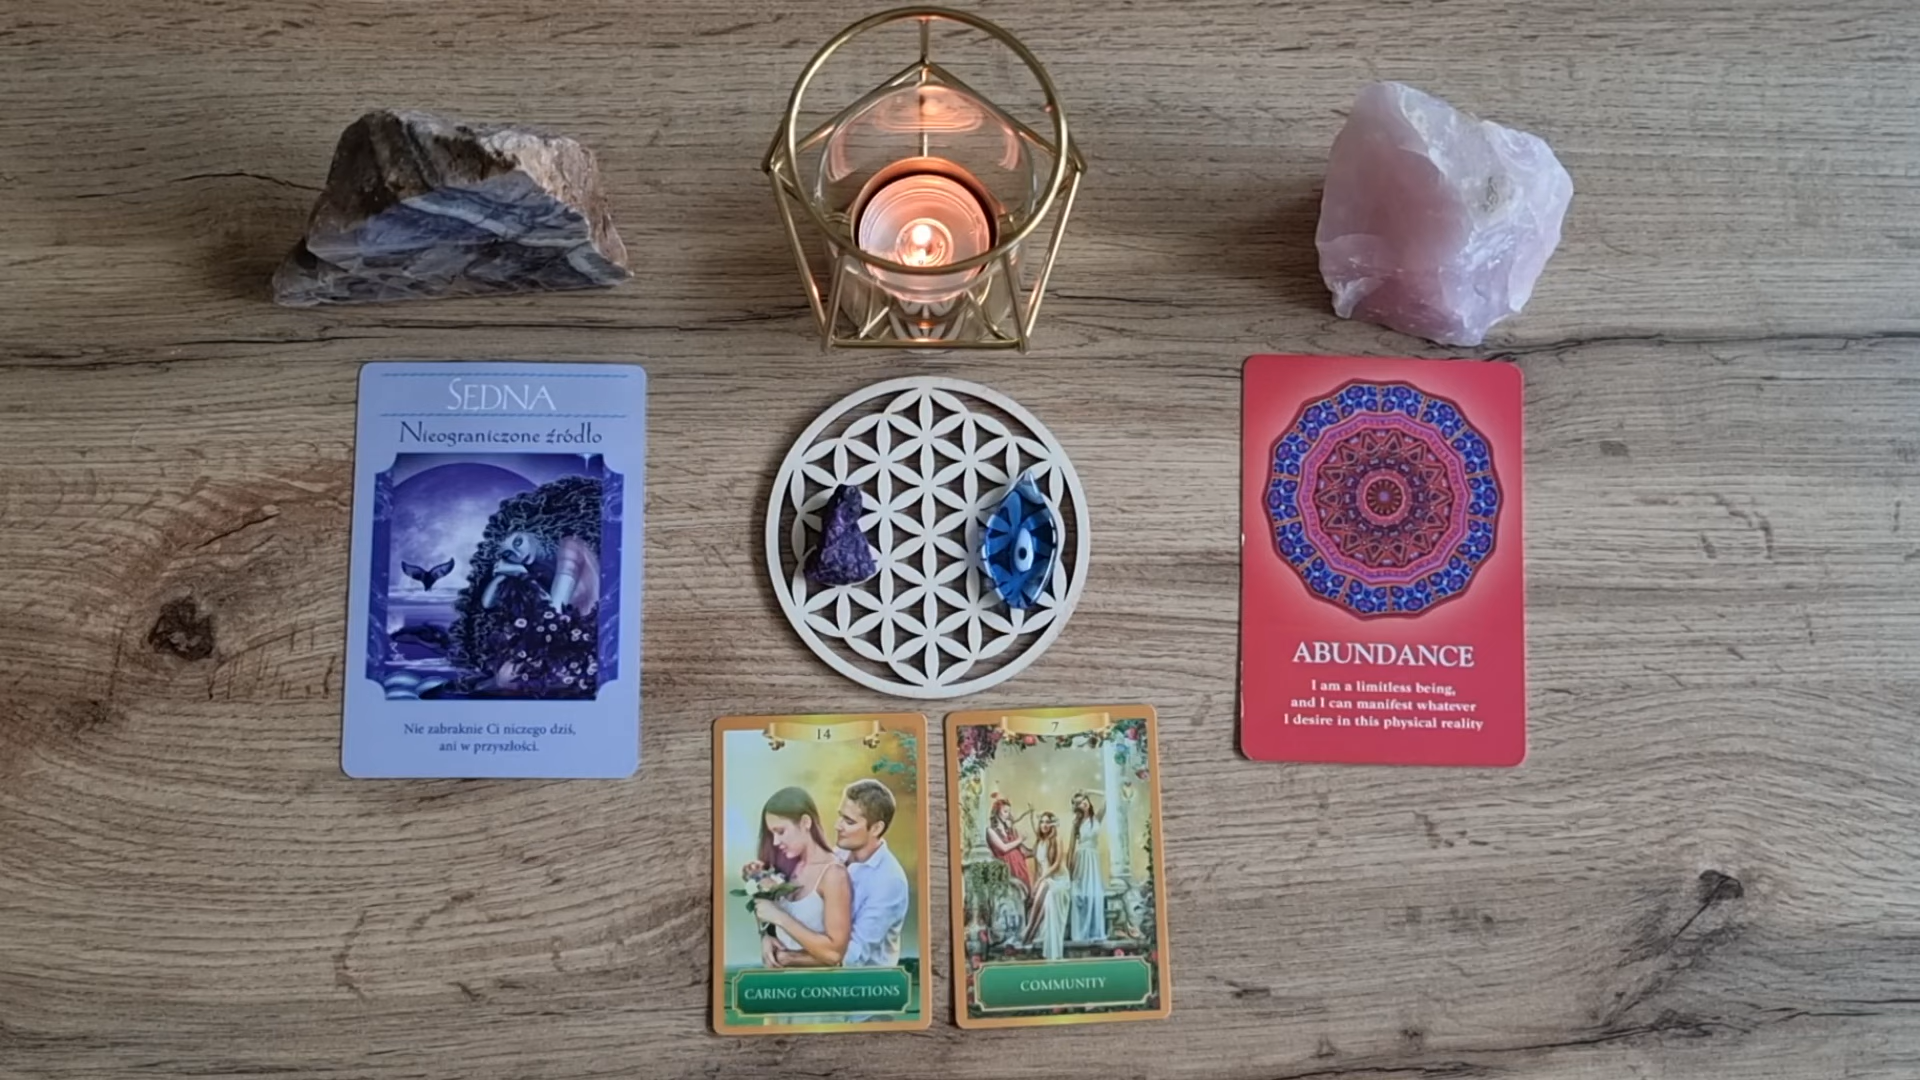 SEDNA
Nieograniczone źródło
Nie zabraknie Ci niczego dziś,
ani w przyszłości.
ABUNDANCE
I am a limitless being,
and I can manifest whatever
I desire in this physical reality
14
CARING CONNECTIONS
7
COMMUNITY